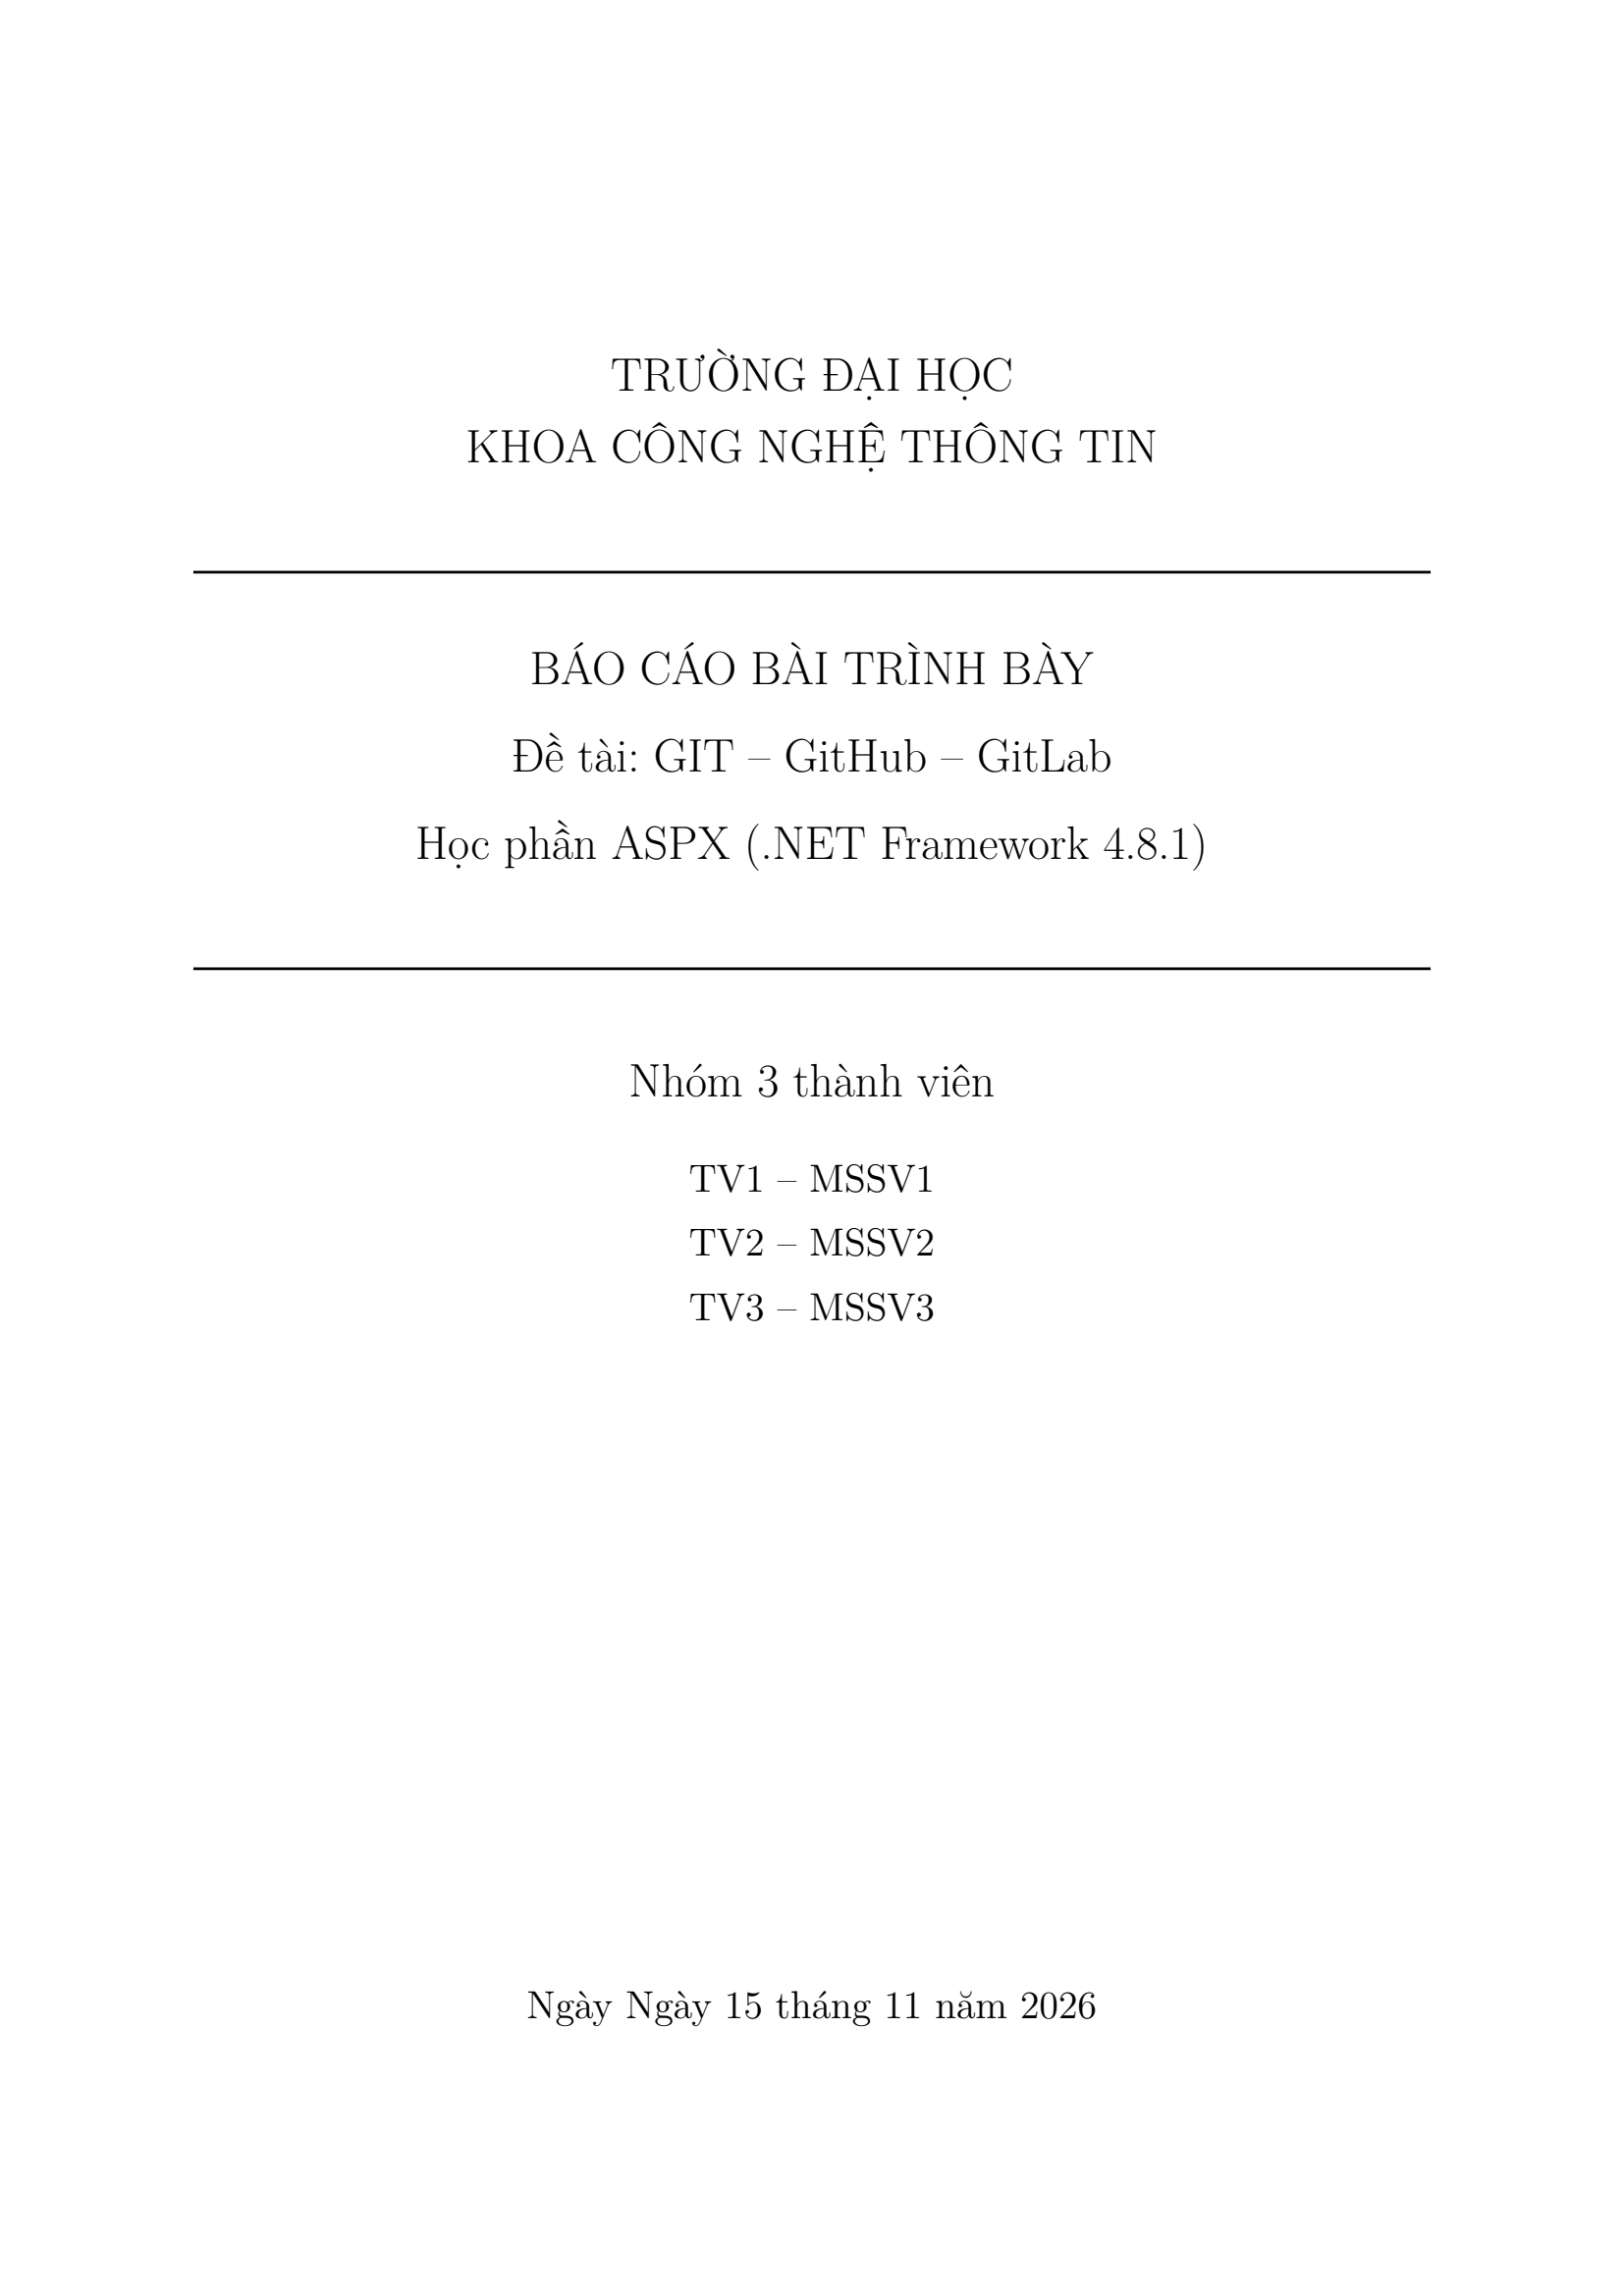 TRƯỜNG ĐẠI HỌC
KHOA CÔNG NGHỆ THÔNG TIN
BÁO CÁO BÀI TRÌNH BÀY
Đề tài: GIT – GitHub – GitLab
Học phần ASPX (.NET Framework 4.8.1)
Nhóm 3 thành viên
TV1 – MSSV1
TV2 – MSSV2
TV3 – MSSV3
Ngày Ngày 15 tháng 11 năm 2026